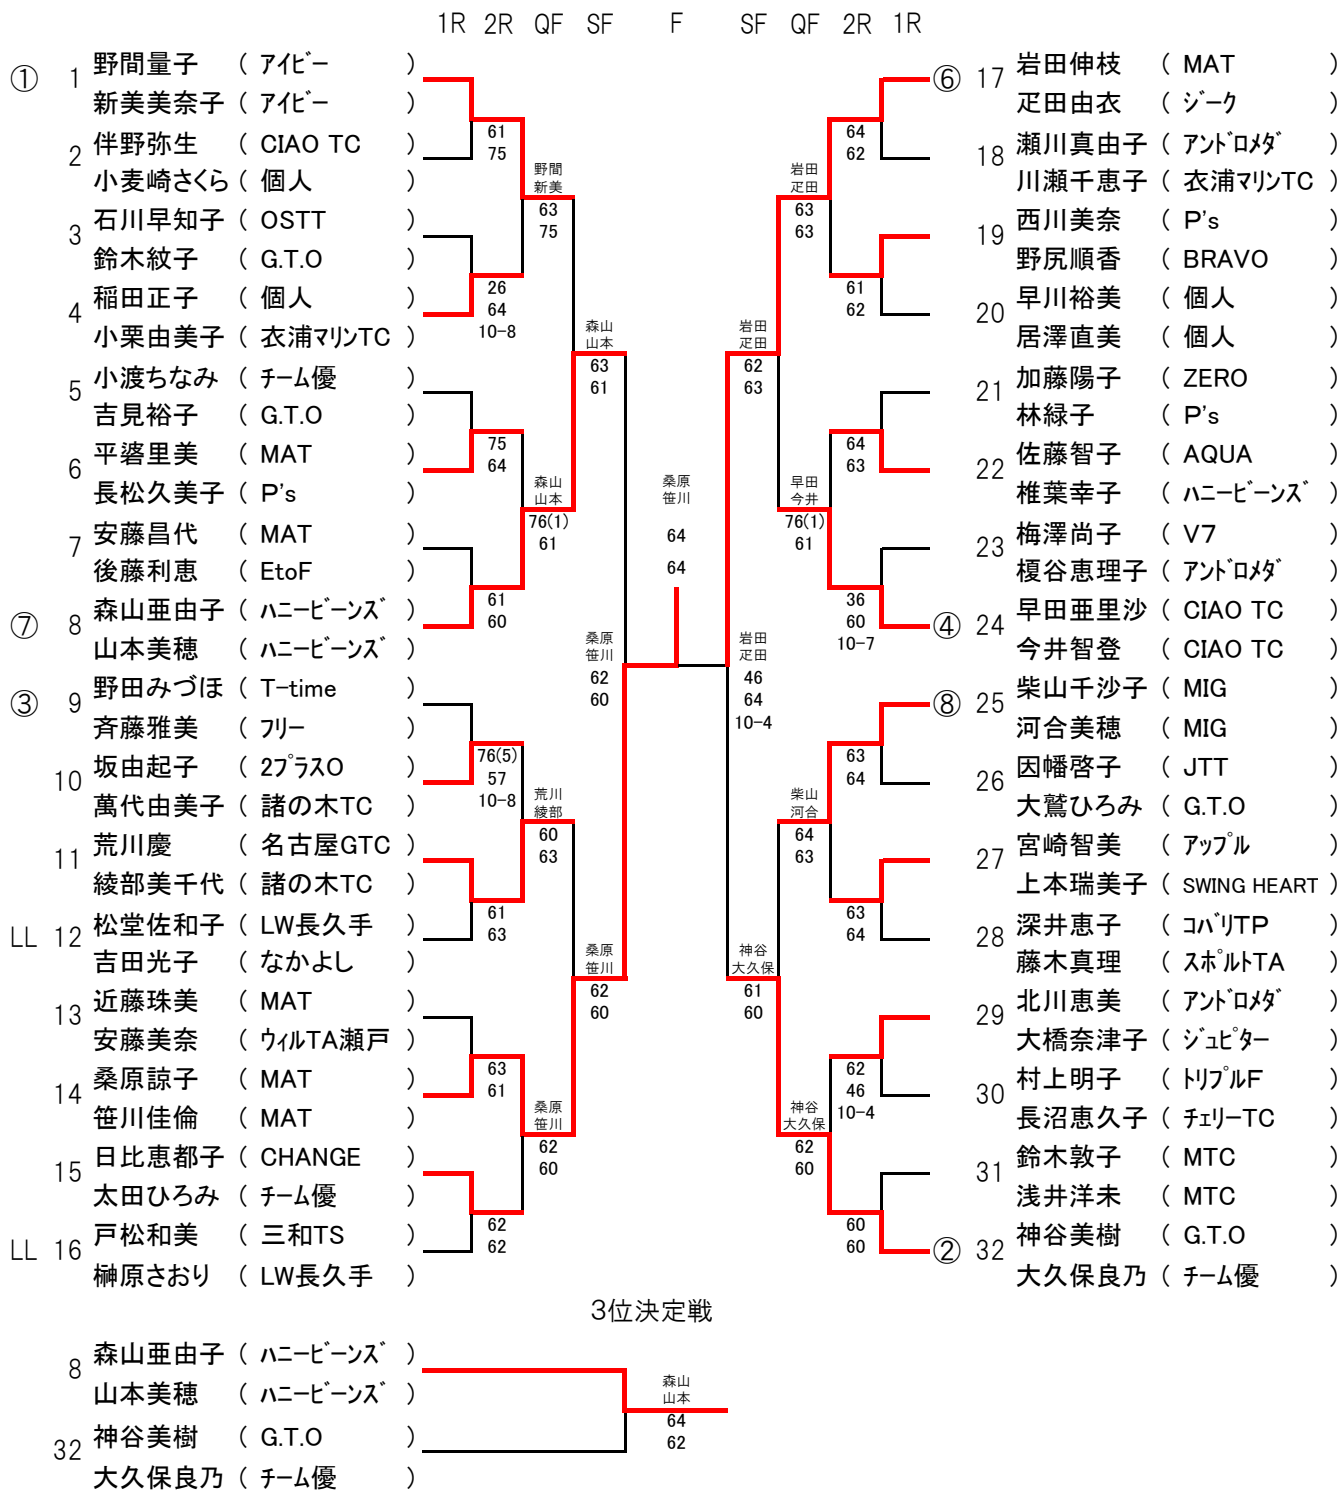 1R 2R QF SF F SF QF 2R 1R
① 1 野間量子 ( アイビー )
新美美奈子 ( アイビー )
2 伴野弥生 ( CIAO TC )
小麦崎さくら ( 個人 )
3 石川早知子 ( OSTT )
鈴木紋子 ( G.T.O )
4 稲田正子 ( 個人 )
小栗由美子 ( 衣浦マリンTC )
5 小渡ちなみ ( チーム優 )
吉見裕子 ( G.T.O )
6 平碆里美 ( MAT )
長松久美子 ( P's )
7 安藤昌代 ( MAT )
後藤利恵 ( EtoF )
⑦ 8 森山亜由子 ( ハニービーンズ )
山本美穂 ( ハニービーンズ )
③ 9 野田みづほ ( T-time )
斉藤雅美 ( フリー )
10 坂由起子 ( 2プラスO )
萬代由美子 ( 諸の木TC )
11 荒川慶 ( 名古屋GTC )
綾部美千代 ( 諸の木TC )
LL 12 松堂佐和子 ( LW長久手 )
吉田光子 ( なかよし )
13 近藤珠美 ( MAT )
安藤美奈 ( ウィルTA瀬戸 )
14 桑原諒子 ( MAT )
笹川佳倫 ( MAT )
15 日比恵都子 ( CHANGE )
太田ひろみ ( チーム優 )
LL 16 戸松和美 ( 三和TS )
榊原さおり ( LW長久手 )
61
75
26
64
10-8
75
64
61
60
76(5)
57
10-8
61
63
63
61
62
62
野間
新美
63
75
森山
山本
76(1)
61
荒川
綾部
60
63
桑原
笹川
62
60
森山
山本
63
61
桑原
笹川
62
60
桑原
笹川
62
60
桑原
笹川
64
64
岩田
疋田
46
64
10-4
岩田
疋田
62
63
神谷
大久保
61
60
岩田
疋田
63
63
早田
今井
76(1)
61
柴山
河合
64
63
神谷
大久保
62
60
64
62
61
62
64
63
36
60
10-7
63
64
63
64
62
46
10-4
60
60
⑥ 17 岩田伸枝 ( MAT )
疋田由衣 ( ジーク )
18 瀬川真由子 ( アンドロメダ )
川瀬千恵子 ( 衣浦マリンTC )
19 西川美奈 ( P's )
野尻順香 ( BRAVO )
20 早川裕美 ( 個人 )
居澤直美 ( 個人 )
21 加藤陽子 ( ZERO )
林緑子 ( P's )
22 佐藤智子 ( AQUA )
椎葉幸子 ( ハニービーンズ )
23 梅澤尚子 ( V7 )
榎谷恵理子 ( アンドロメダ )
④ 24 早田亜里沙 ( CIAO TC )
今井智登 ( CIAO TC )
⑧ 25 柴山千沙子 ( MIG )
河合美穂 ( MIG )
26 因幡啓子 ( JTT )
大鷲ひろみ ( G.T.O )
27 宮崎智美 ( アップル )
上本瑞美子 ( SWING HEART )
28 深井恵子 ( コバリTP )
藤木真理 ( スポルトTA )
29 北川恵美 ( アンドロメダ )
大橋奈津子 ( ジュピター )
30 村上明子 ( トリプルF )
長沼恵久子 ( チェリーTC )
31 鈴木敦子 ( MTC )
浅井洋未 ( MTC )
② 32 神谷美樹 ( G.T.O )
大久保良乃 ( チーム優 )
3位決定戦
8 森山亜由子 ( ハニービーンズ )
山本美穂 ( ハニービーンズ )
32 神谷美樹 ( G.T.O )
大久保良乃 ( チーム優 )
森山
山本
64
62